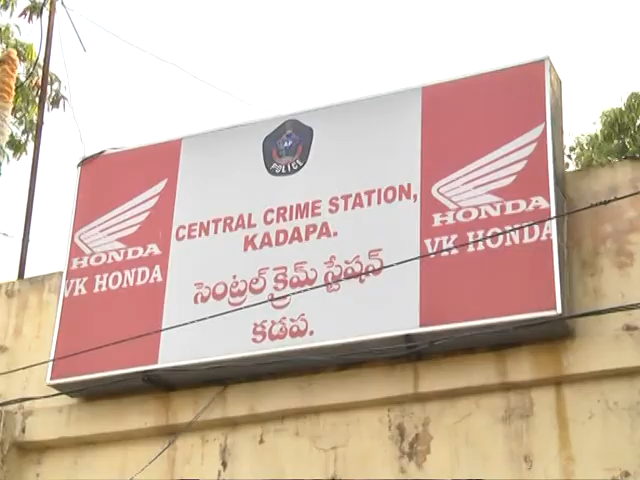 AP
POLICE
CENTRAL CRIME STATION,
KADAPA.
సెంట్రల్ క్రైమ్ స్టేషన్
కడప.
HONDA
VK HONDA
HONDA
VK HONDA